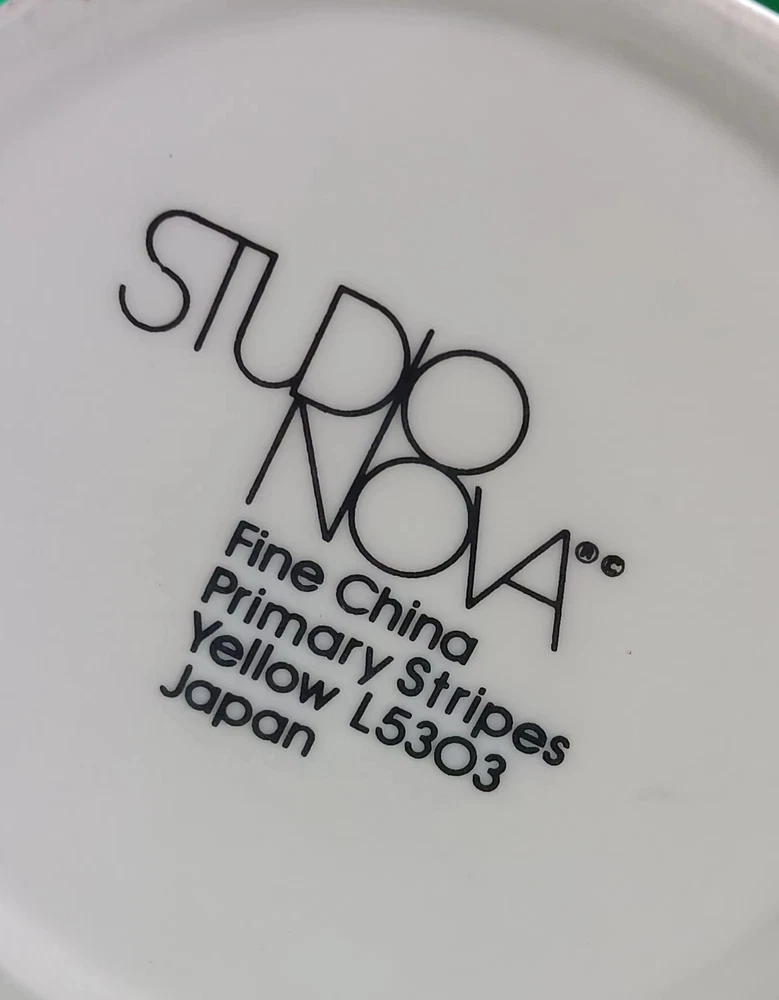 STUDIO
NOVA®©
Fine China
Primary Stripes
Yellow L5303
Japan